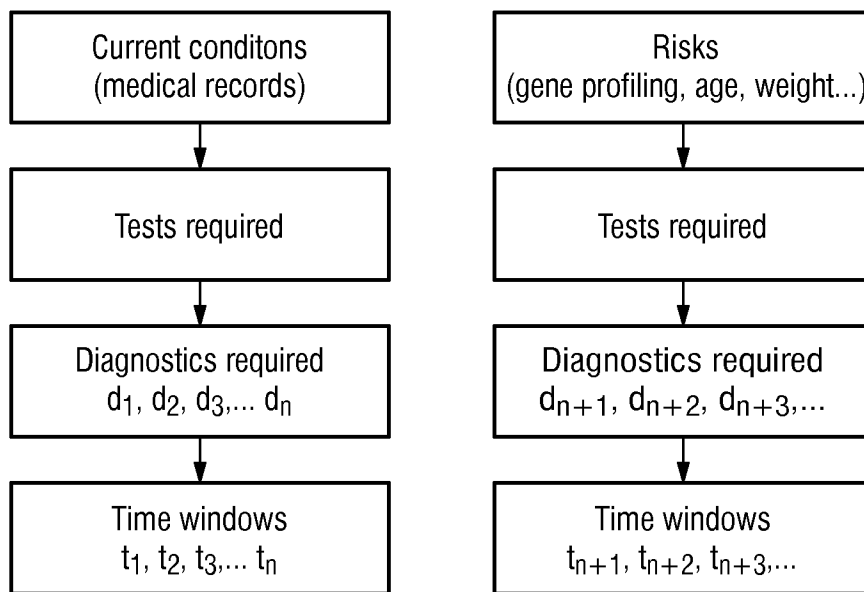 Current conditons
(medical records)
Tests required
Diagnostics required
d₁, d₂, d₃,... dₙ
Time windows
t₁, t₂, t₃,... tₙ
Risks
(gene profiling, age, weight...)
Tests required
Diagnostics required
dₙ₊₁, dₙ₊₂, dₙ₊₃,...
Time windows
tₙ₊₁, tₙ₊₂, tₙ₊₃,...